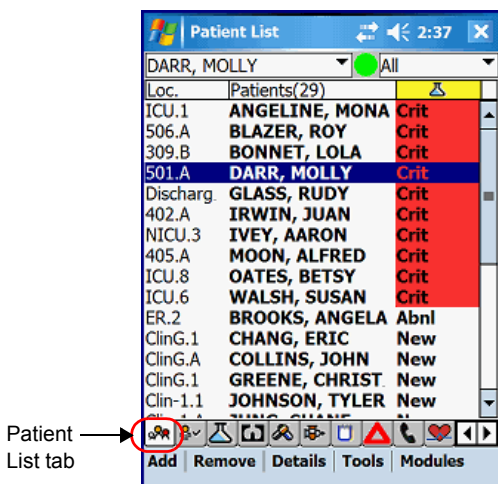 Patient List 2:37
DARR, MOLLY All
Loc. Patients(29)
ICU.1 ANGELINE, MONA Crit
506.A BLAZER, ROY Crit
309.B BONNET, LOLA Crit
501.A DARR, MOLLY Crit
Discharg. GLASS, RUDY Crit
402.A IRWIN, JUAN Crit
NICU.3 IVEY, AARON Crit
405.A MOON, ALFRED Crit
ICU.8 OATES, BETSY Crit
ICU.6 WALSH, SUSAN Crit
ER.2 BROOKS, ANGELA Abnl
ClinG.1 CHANG, ERIC New
ClinG.A COLLINS, JOHN New
ClinG.1 GREENE, CHRIST. New
Clin-1.1 JOHNSON, TYLER New
Patient
List tab
Add Remove Details Tools Modules